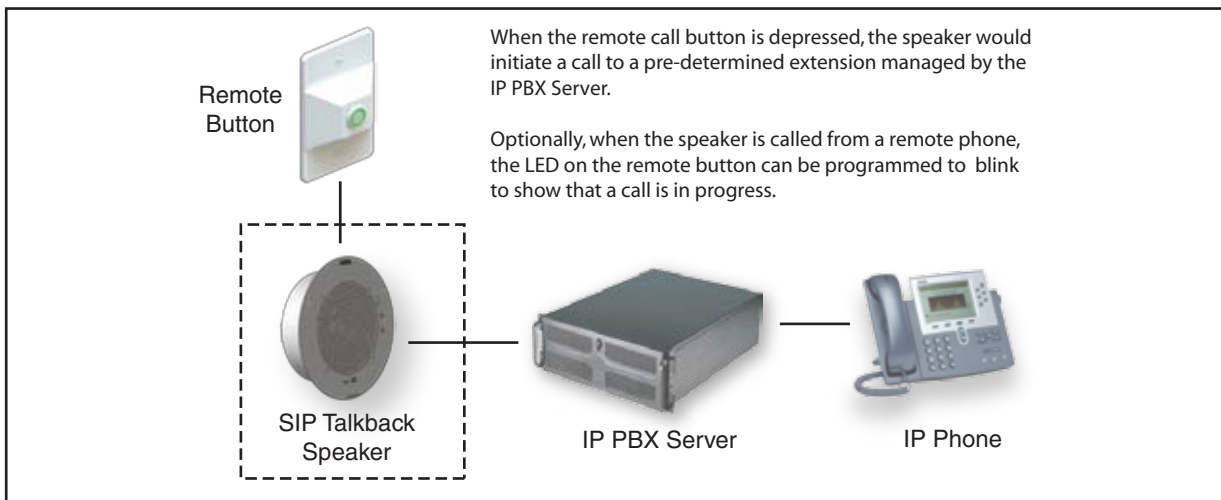 When the remote call button is depressed, the speaker would
initiate a call to a pre-determined extension managed by the
IP PBX Server.
Optionally, when the speaker is called from a remote phone,
the LED on the remote button can be programmed to blink
to show that a call is in progress.
Remote
Button
SIP Talkback
Speaker
IP PBX Server
IP Phone